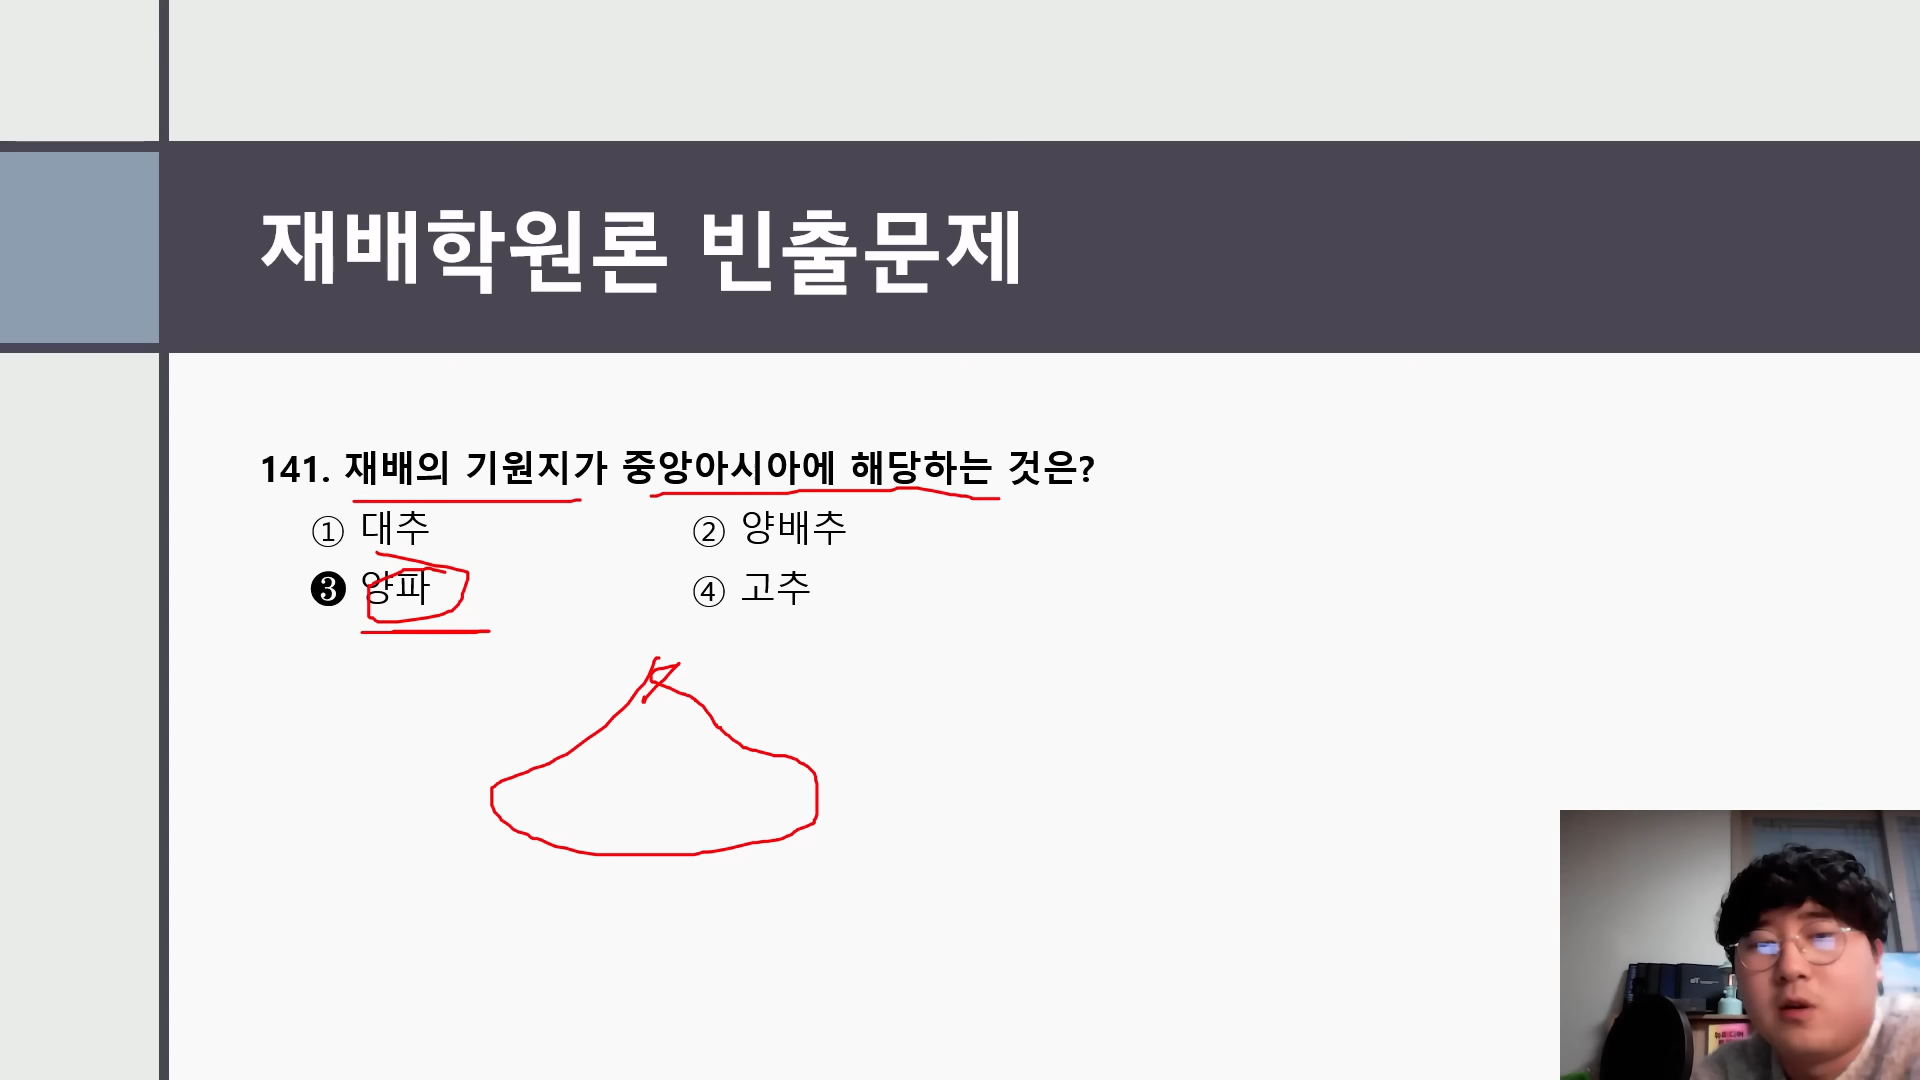 재배학원론 빈출문제
141. 재배의 기원지가 중앙아시아에 해당하는 것은?
① 대추 ② 양배추
❸ 양파 ④ 고추